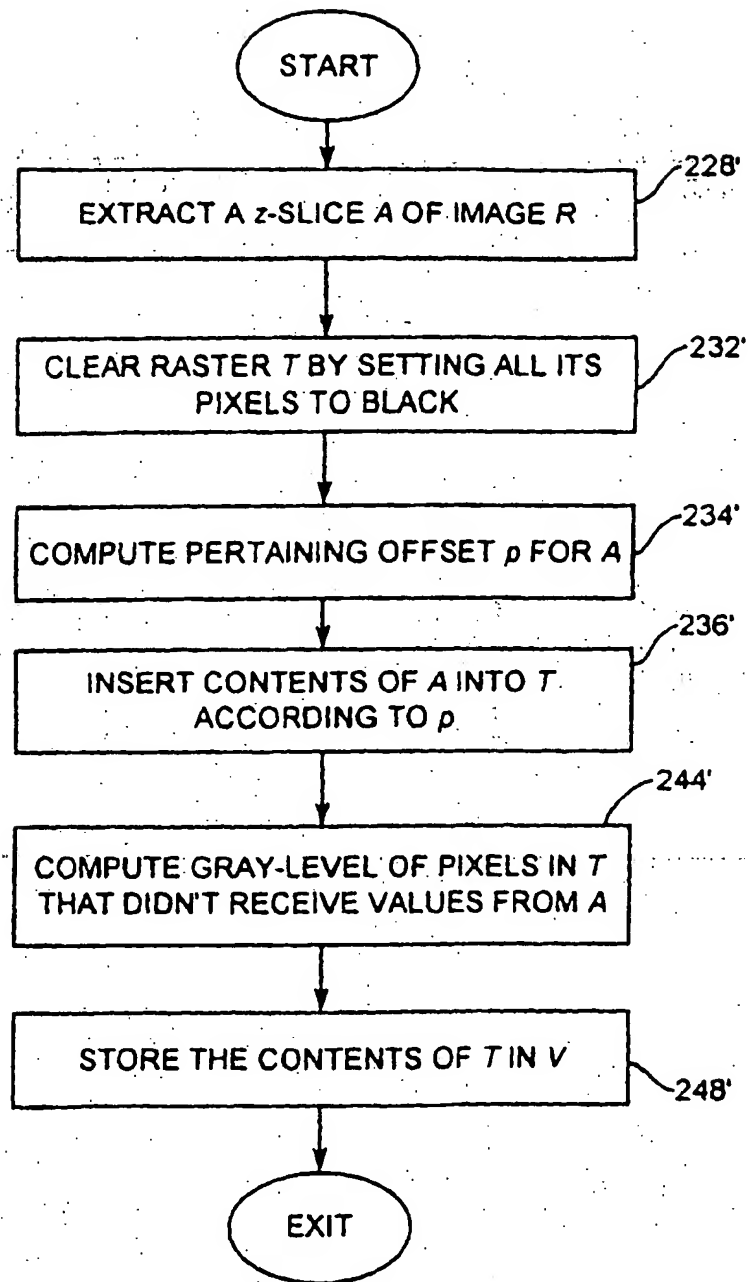 START
228'
EXTRACT A z-SLICE A OF IMAGE R
232'
CLEAR RASTER T BY SETTING ALL ITS
PIXELS TO BLACK
234'
COMPUTE PERTAINING OFFSET p FOR A
236'
INSERT CONTENTS OF A INTO T
ACCORDING TO p
244'
COMPUTE GRAY-LEVEL OF PIXELS IN T
THAT DIDN'T RECEIVE VALUES FROM A
STORE THE CONTENTS OF T IN V
248'
EXIT